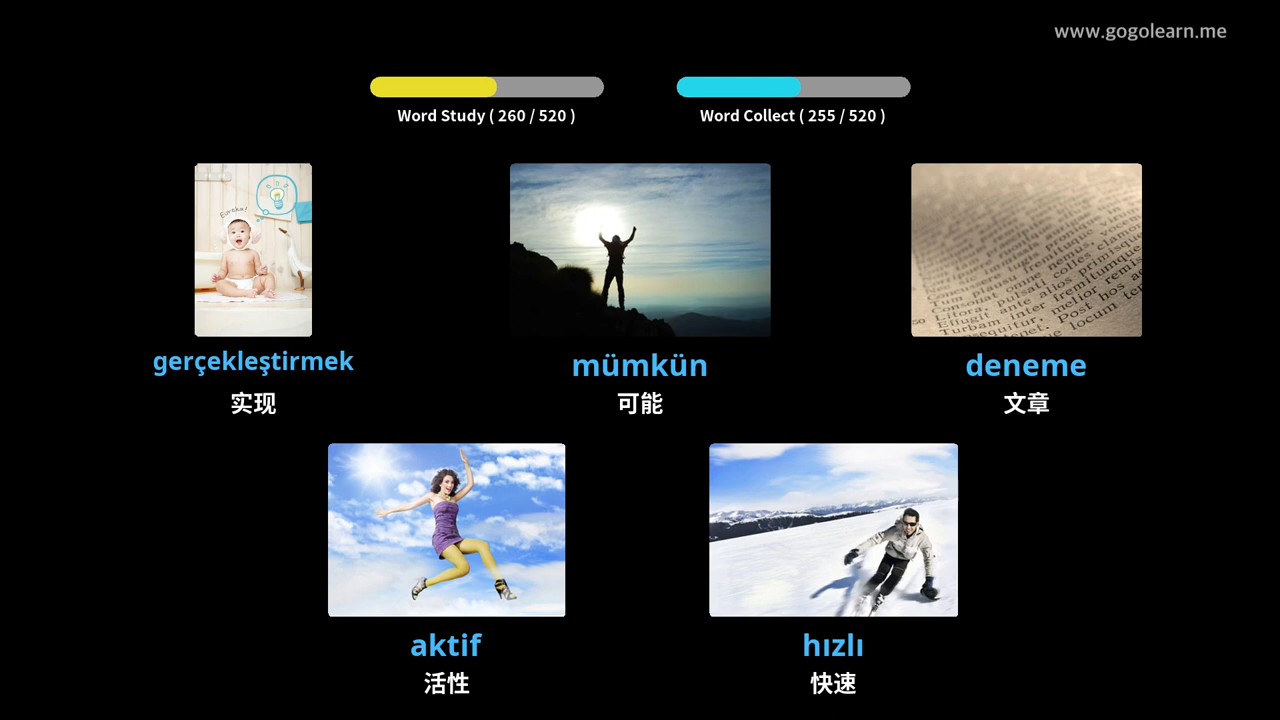 www.gogolearn.me
Word Study ( 260 / 520 )
Word Collect ( 255 / 520 )
Eureka!
gerçekleştirmek
实现
mümkün
可能
deneme
文章
aktif
活性
hızlı
快速